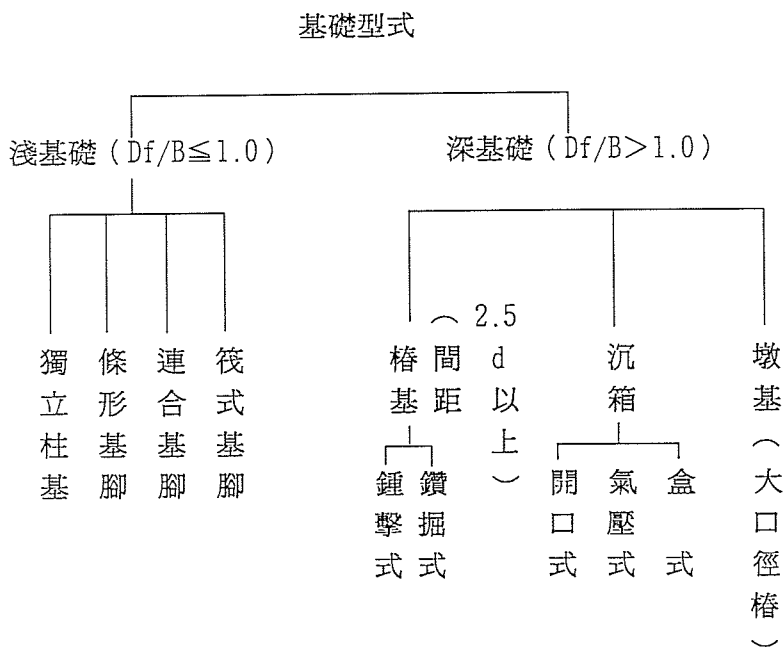 基礎型式
淺基礎（Df/B≦1.0）
深基礎（Df/B＞1.0）
獨立柱基
條形基腳
連合基腳
筏式基腳
樁基
（間距2.5d以上）
沉箱
墩基（大口徑樁）
鍾擊式
鑽掘式
開口式
氣壓式
盒式